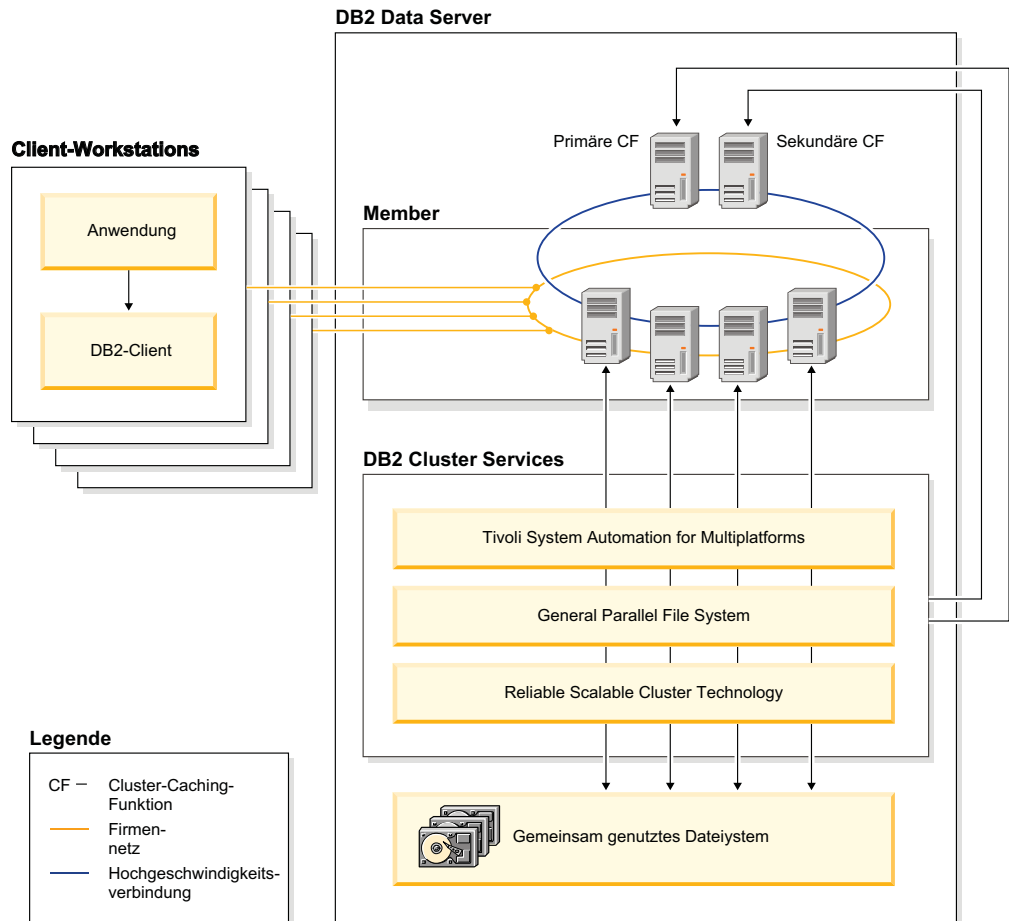 DB2 Data Server
Primäre CF
Sekundäre CF
Client-Workstations
Anwendung
DB2-Client
Member
DB2 Cluster Services
Tivoli System Automation for Multiplatforms
General Parallel File System
Reliable Scalable Cluster Technology
Gemeinsam genutztes Dateiystem
Legende
CF – Cluster-Caching-
Funktion
Firmen-
netz
Hochgeschwindigkeits-
verbindung